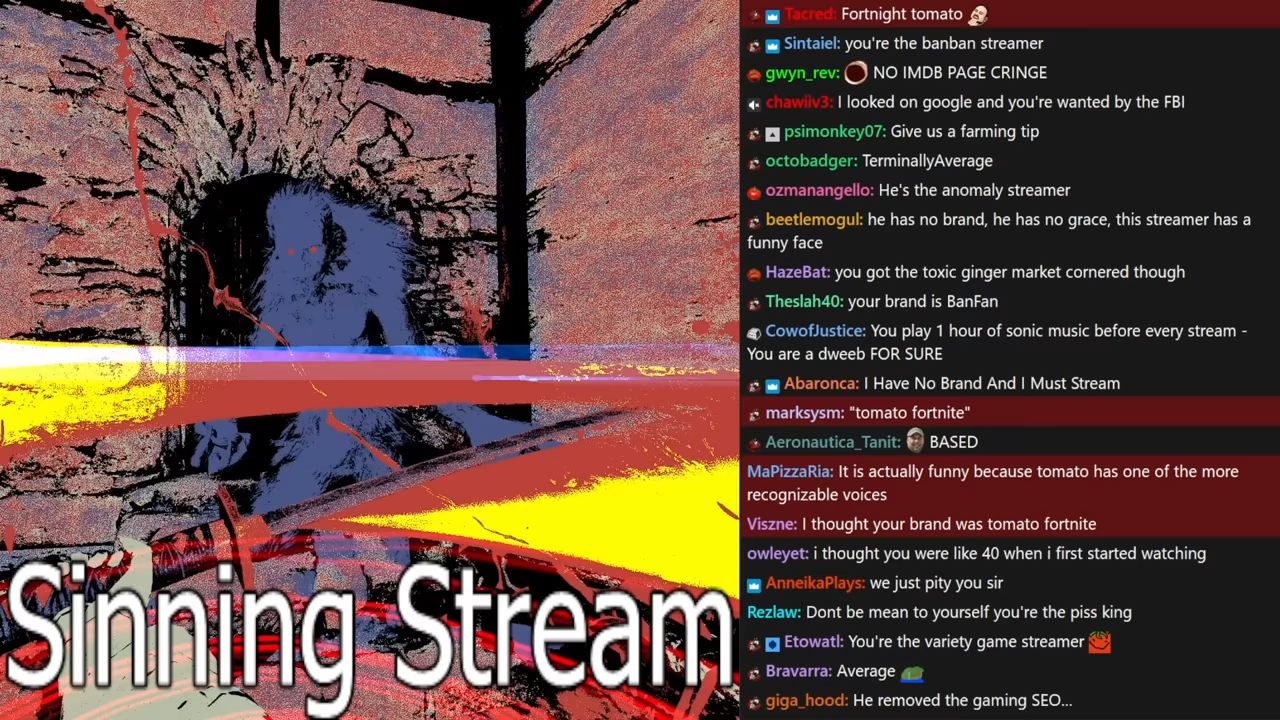 Tacred: Fortnight tomato
Sintaiel: you're the banban streamer
gwyn_rev: NO IMDB PAGE CRINGE
chawiiv3: I looked on google and you're wanted by the FBI
psimonkey07: Give us a farming tip
octobadger: TerminallyAverage
ozmanangello: He's the anomaly streamer
beetlemogul: he has no brand, he has no grace, this streamer has a
funny face
HazeBat: you got the toxic ginger market cornered though
Theslah40: your brand is BanFan
CowofJustice: You play 1 hour of sonic music before every stream -
You are a dweeb FOR SURE
Abaronca: I Have No Brand And I Must Stream
marksysm: "tomato fortnite"
Aeronautica_Tanit: BASED
MaPizzaRia: It is actually funny because tomato has one of the more
recognizable voices
Viszne: I thought your brand was tomato fortnite
owleyet: i thought you were like 40 when i first started watching
AnneikaPlays: we just pity you sir
Rezlaw: Dont be mean to yourself you're the piss king
Etowatl: You're the variety game streamer
Bravarra: Average
giga_hood: He removed the gaming SEO...
Sinning Stream